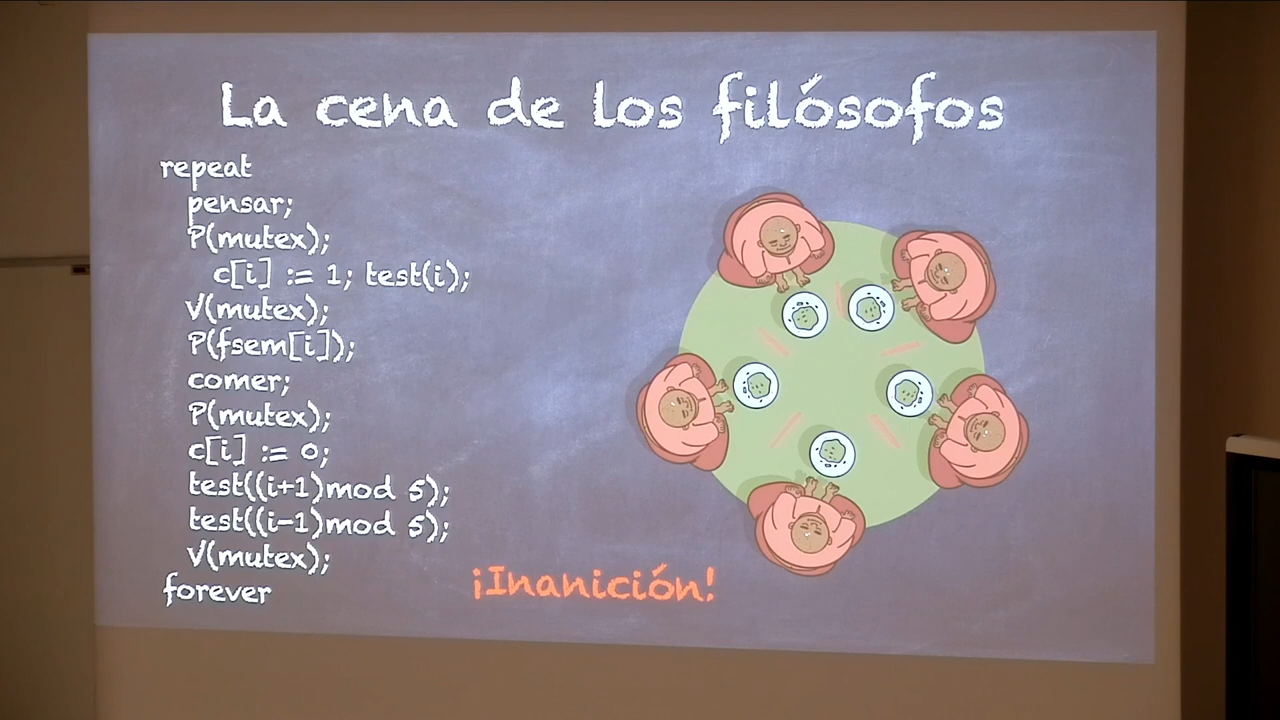 La cena de los filósofos
repeat
pensar;
P(mutex);
c[i] := 1; test(i);
V(mutex);
P(fsem[i]);
comer;
P(mutex);
c[i] := 0;
test((i+1)mod 5);
test((i-1)mod 5);
V(mutex);
forever
¡Inanición!